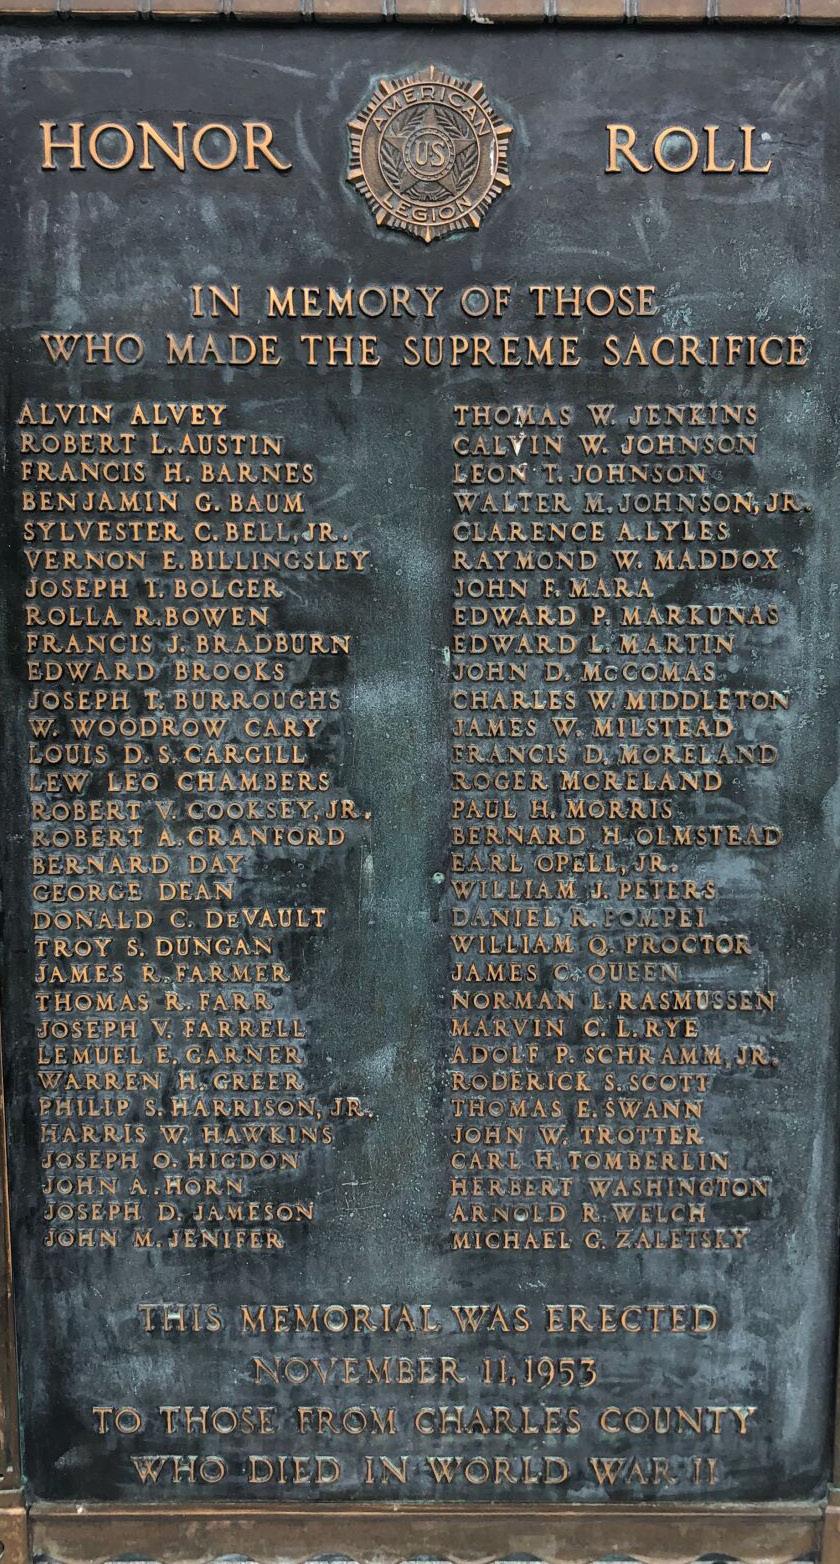 HONOR ROLL
AMERICAN
US
LEGION
IN MEMORY OF THOSE
WHO MADE THE SUPREME SACRIFICE
ALVIN ALVEY
ROBERT L. AUSTIN
FRANCIS H. BARNES
BENJAMIN G. BAUM
SYLVESTER C. BELL, JR.
VERNON E. BILLINGSLEY
JOSEPH T. BOLGER
ROLLA R. BOWEN
FRANCIS J. BRADBURN
EDWARD BROOKS
JOSEPH T. BURROUGHS
W. WOODROW CARY
LOUIS D. S. CARGILL
LEW LEO CHAMBERS
ROBERT V. COOKSEY, JR.
ROBERT A. CRANFORD
BERNARD DAY
GEORGE DEAN
DONALD C. DEVAULT
TROY S. DUNGAN
JAMES R. FARMER
THOMAS R. FARR
JOSEPH V. FARRELL
LEMUEL E. GARNER
WARREN H. GREER
PHILIP S. HARRISON, JR.
HARRIS W. HAWKINS
JOSEPH O. HIGDON
JOHN A. HORN
JOSEPH D. JAMESON
JOHN M. JENIFER
THOMAS W. JENKINS
CALVIN W. JOHNSON
LEON T. JOHNSON
WALTER M. JOHNSON, JR.
CLARENCE A. LYLES
RAYMOND W. MADDOX
JOHN F. MARA
EDWARD P. MARKUNAS
EDWARD L. MARTIN
JOHN D. MCCOMAS
CHARLES W. MIDDLETON
JAMES W. MILSTEAD
FRANCIS D. MORELAND
ROGER MORELAND
PAUL H. MORRIS
BERNARD H. OLMSTEAD
EARL OPELL, JR.
WILLIAM J. PETERS
DANIEL R. POMPEI
WILLIAM Q. PROCTOR
JAMES C. QUEEN
NORMAN L. RASMUSSEN
MARVIN C. L. RYE
ADOLF P. SCHRAMM, JR.
RODERICK S. SCOTT
THOMAS E. SWANN
JOHN W. TROTTER
CARL H. TOMBERLIN
HERBERT WASHINGTON
ARNOLD R. WELCH
MICHAEL G. ZALETSKY
THIS MEMORIAL WAS ERECTED
NOVEMBER 11, 1953
TO THOSE FROM CHARLES COUNTY
WHO DIED IN WORLD WAR II